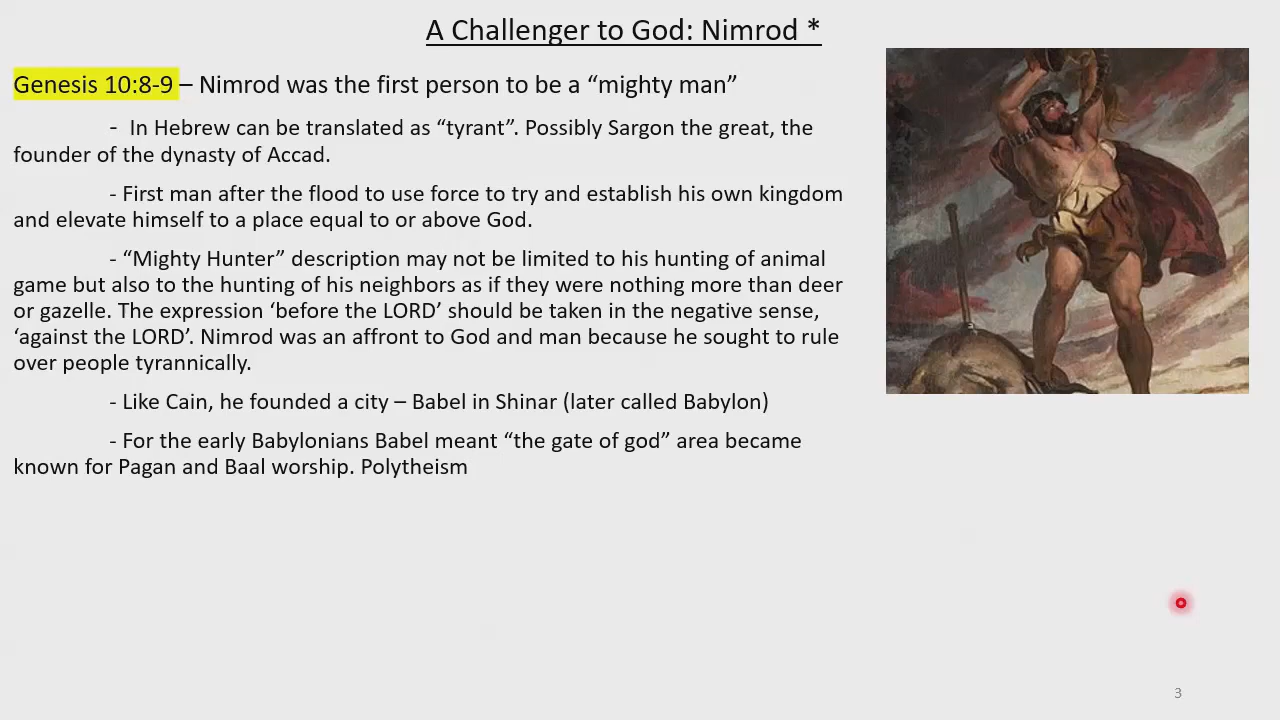 A Challenger to God: Nimrod *
Genesis 10:8-9 – Nimrod was the first person to be a “mighty man”
- In Hebrew can be translated as “tyrant”. Possibly Sargon the great, the
founder of the dynasty of Accad.
- First man after the flood to use force to try and establish his own kingdom
and elevate himself to a place equal to or above God.
- “Mighty Hunter” description may not be limited to his hunting of animal
game but also to the hunting of his neighbors as if they were nothing more than deer
or gazelle. The expression ‘before the LORD’ should be taken in the negative sense,
‘against the LORD’. Nimrod was an affront to God and man because he sought to rule
over people tyrannically.
- Like Cain, he founded a city – Babel in Shinar (later called Babylon)
- For the early Babylonians Babel meant “the gate of god” area became
known for Pagan and Baal worship. Polytheism
3